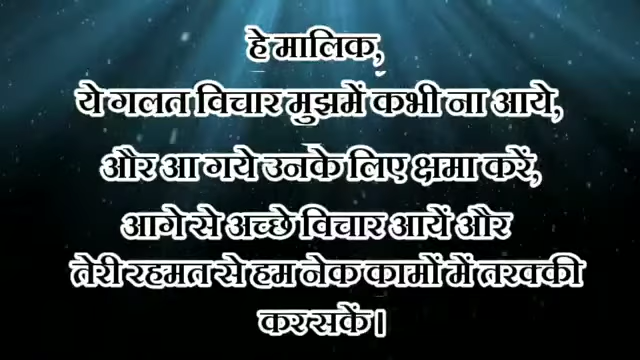 हे मालिक,
ये गलत विचार मुझमें कभी ना आये,
और आ गये उनके लिए क्षमा करें,
आगे से अच्छे विचार आयें और
तेरी रहमत से हम नेक कामों में तरक्की
कर सकें।